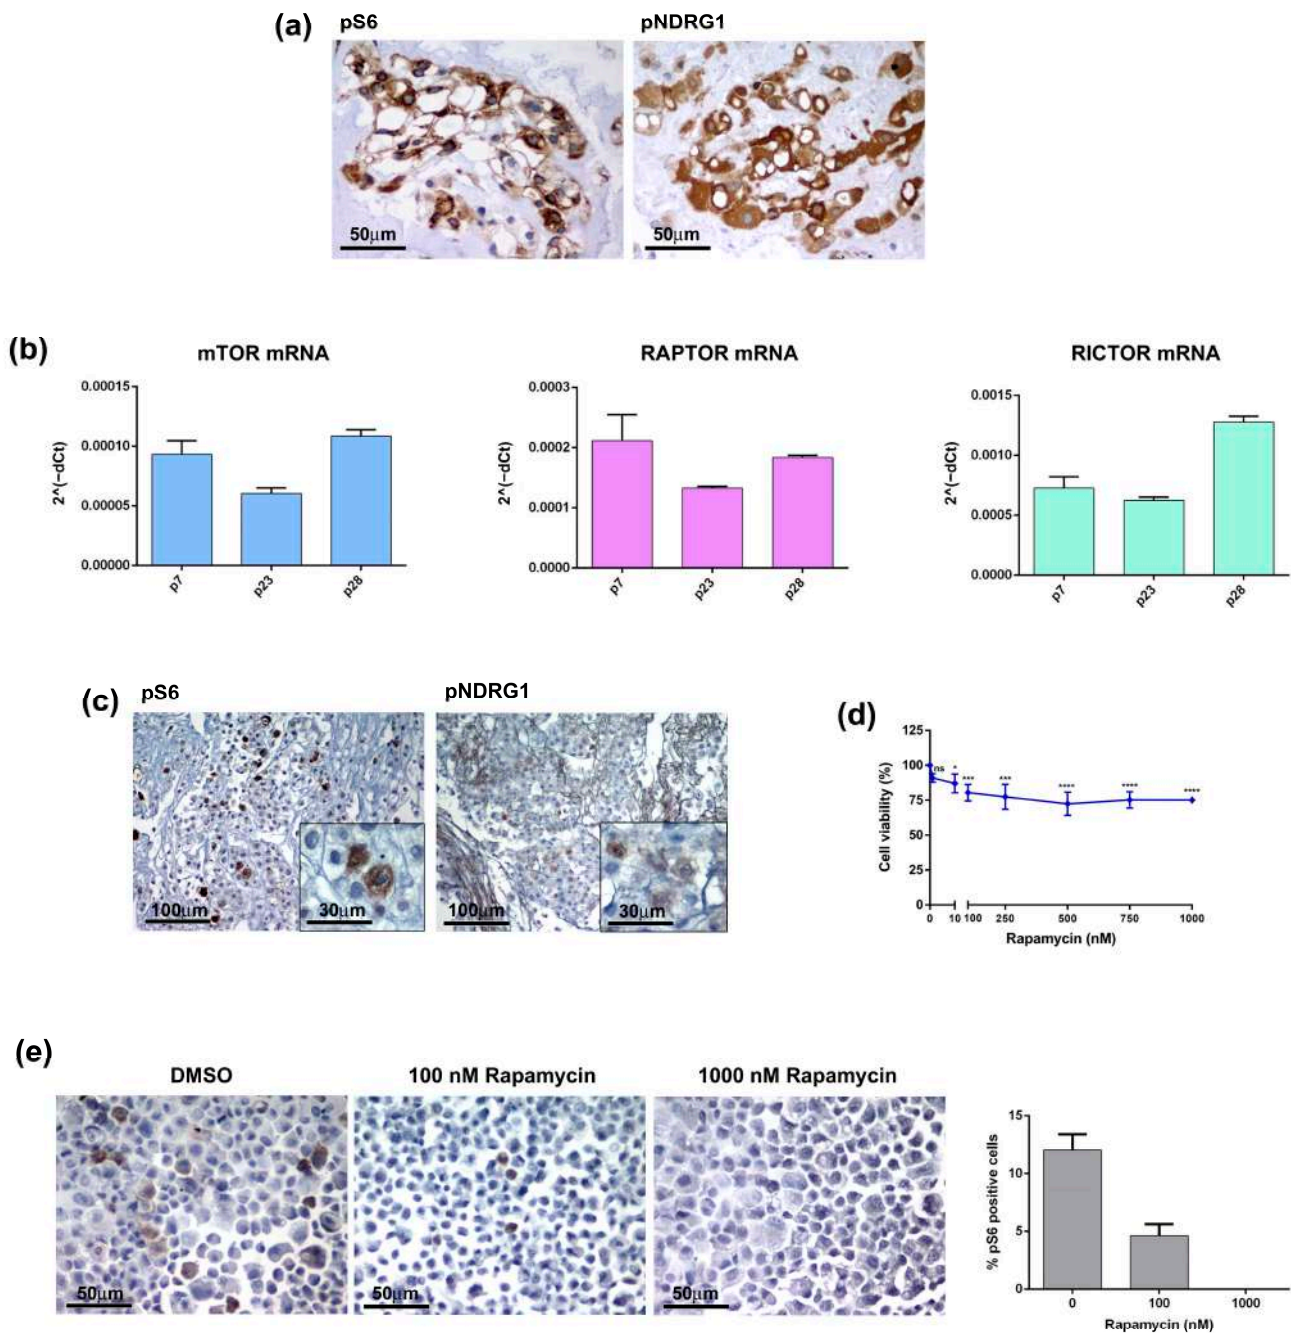 (a)
pS6
pNDRG1
50μm
50μm
(b)
mTOR mRNA
RAPTOR mRNA
RICTOR mRNA
0.00015
0.00010
0.00005
0.00000
2^(−dCt)
p7
p23
p28
0.0003
0.0002
0.0001
0.0000
2^(−dCt)
p7
p23
p28
0.0015
0.0010
0.0005
0.0000
2^(−dCt)
p7
p23
p28
(c)
pS6
pNDRG1
100μm
30μm
100μm
30μm
(d)
125
100
75
50
25
0
Cell viability (%)
ns
*
***
***
****
****
****
0
10
100
250
500
750
1000
Rapamycin (nM)
(e)
DMSO
100 nM Rapamycin
1000 nM Rapamycin
50μm
50μm
50μm
15
10
5
0
% pS6 positive cells
0
100
1000
Rapamycin (nM)